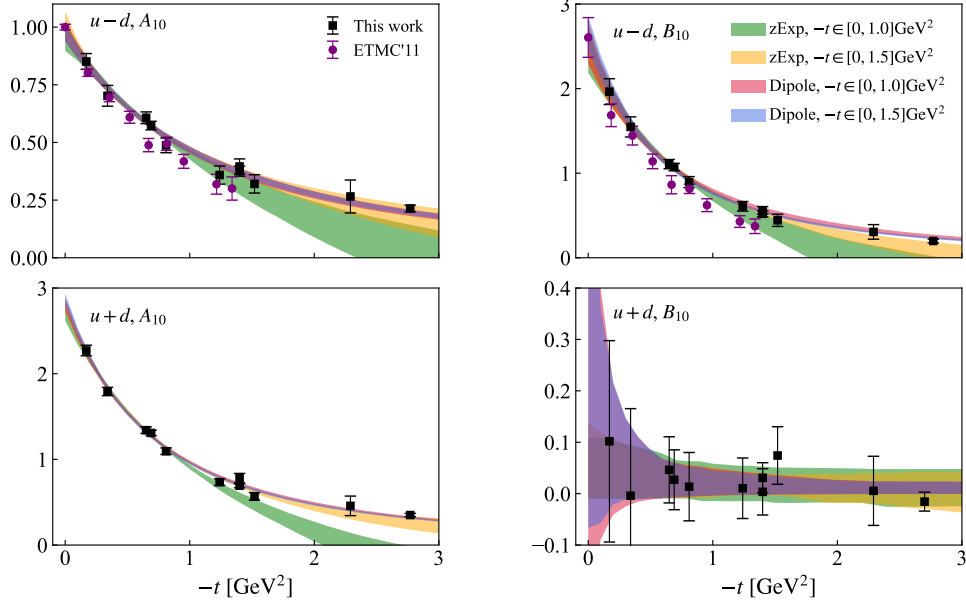 u−d, A₁₀
This work
ETMC'11
1.00
0.75
0.50
0.25
0.00
u−d, B₁₀
zExp, −t∈[0, 1.0]GeV²
zExp, −t∈[0, 1.5]GeV²
Dipole, −t∈[0, 1.0]GeV²
Dipole, −t∈[0, 1.5]GeV²
3
2
1
0
u+d, A₁₀
3
2
1
0
0 1 2 3
−t [GeV²]
u+d, B₁₀
0.4
0.3
0.2
0.1
0.0
−0.1
0 1 2 3
−t [GeV²]